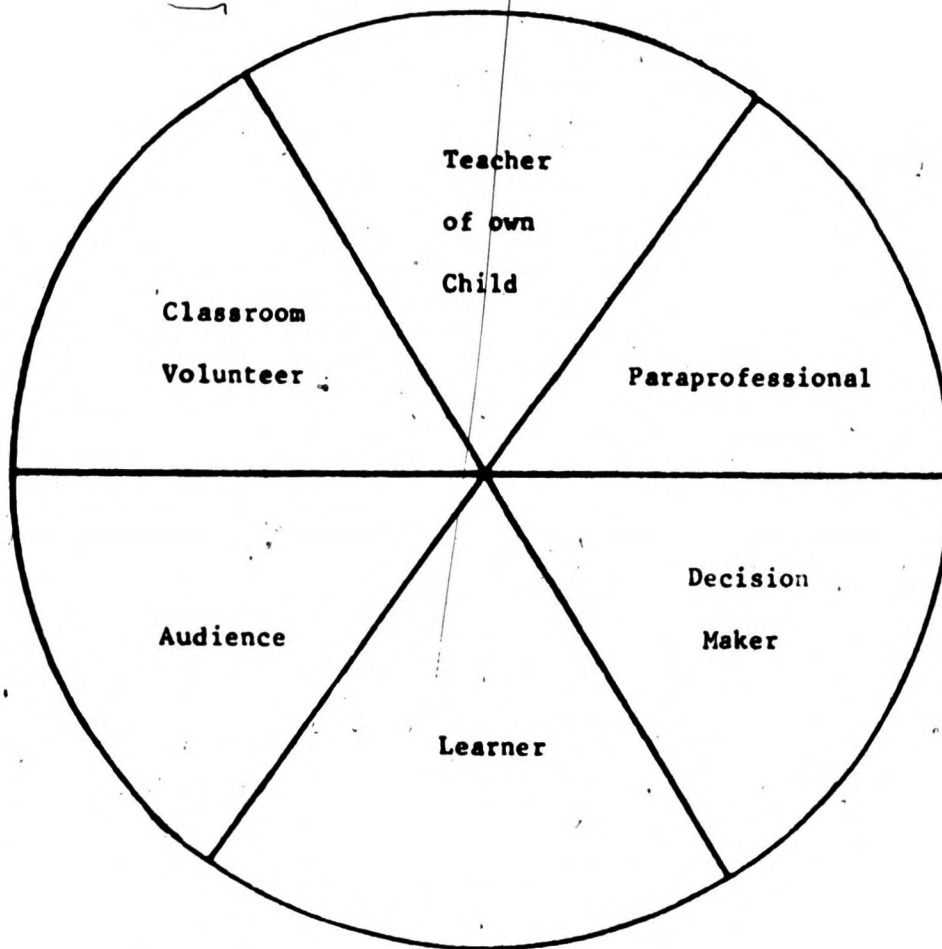 Teacher
of own
Child
Classroom
Volunteer
Paraprofessional
Decision
Maker
Audience
Learner